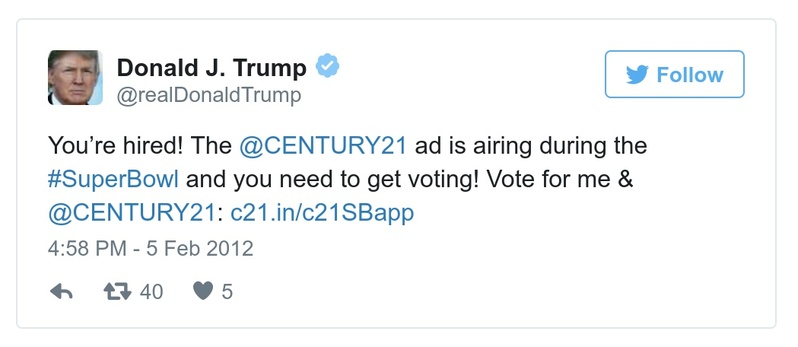 Donald J. Trump
Follow
@realDonaldTrump
You’re hired! The @CENTURY21 ad is airing during the
#SuperBowl and you need to get voting! Vote for me &
@CENTURY21: c21.in/c21SBapp
4:58 PM - 5 Feb 2012
40 5